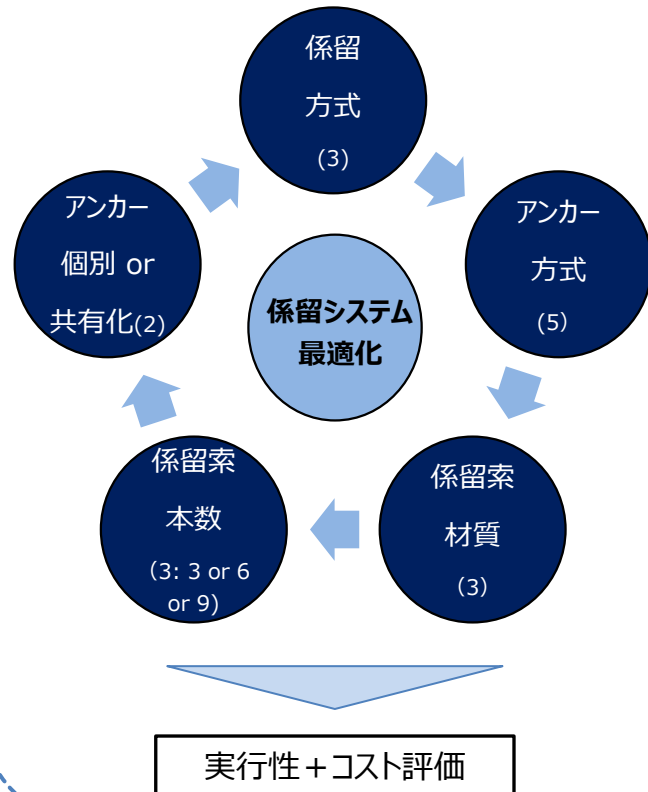 係留
方式
(3)
アンカー
方式
(5)
係留索
材質
(3)
係留索
本数
(3: 3 or 6
or 9)
アンカー
個別 or
共有化(2)
係留システム
最適化
実行性＋コスト評価